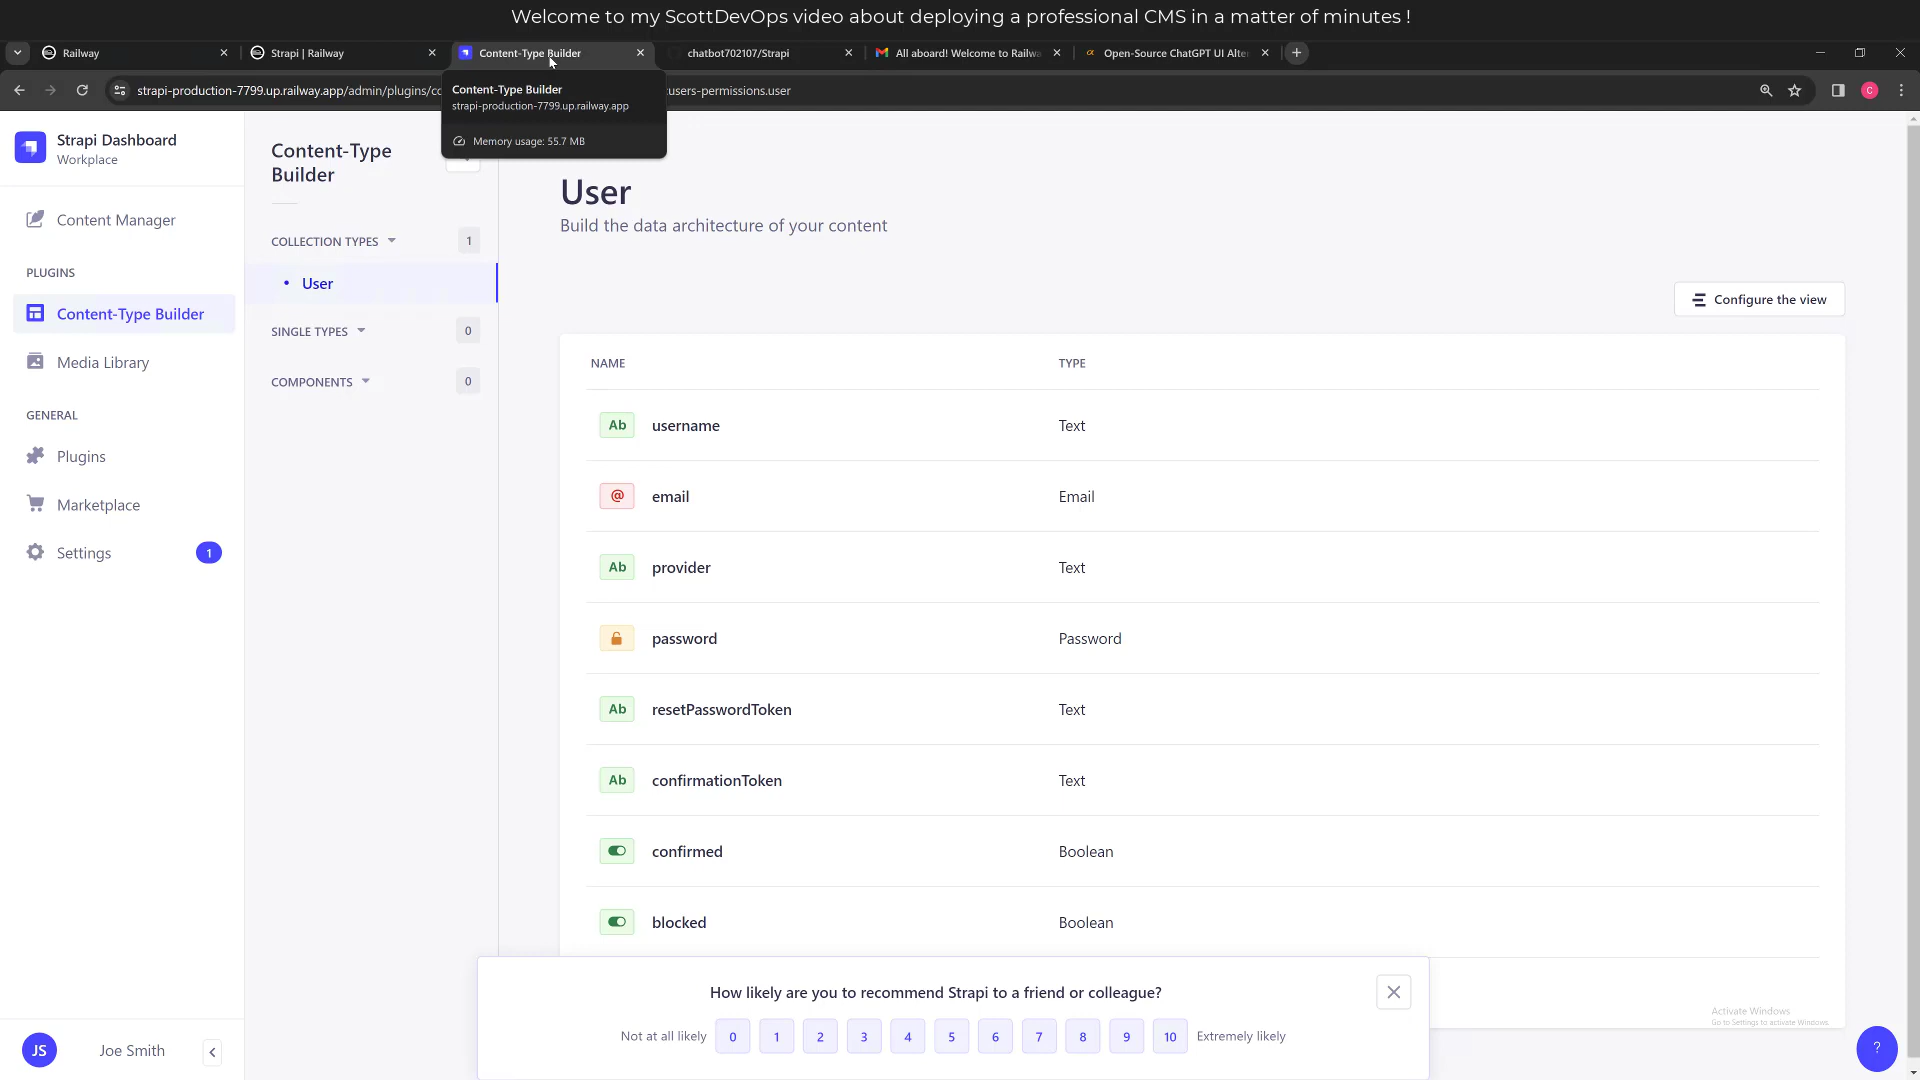 Welcome to my ScottDevOps video about deploying a professional CMS in a matter of minutes !
Railway
Strapi | Railway
Content-Type Builder
chatbot702107/Strapi
All aboard! Welcome to Railwa
Open-Source ChatGPT UI Alte
strapi-production-7799.up.railway.app/admin/plugins/co
users-permissions.user
C
Content-Type Builder
strapi-production-7799.up.railway.app
Memory usage: 55.7 MB
Strapi Dashboard
Workplace
Content Manager
PLUGINS
Content-Type Builder
Media Library
GENERAL
Plugins
Marketplace
Settings
1
JS
Joe Smith
Content-Type
Builder
COLLECTION TYPES
1
User
SINGLE TYPES
0
COMPONENTS
0
User
Build the data architecture of your content
Configure the view
NAME
TYPE
Ab
username
Text
@
email
Email
Ab
provider
Text
password
Password
Ab
resetPasswordToken
Text
Ab
confirmationToken
Text
confirmed
Boolean
blocked
Boolean
How likely are you to recommend Strapi to a friend or colleague?
Not at all likely
0
1
2
3
4
5
6
7
8
9
10
Extremely likely
Activate Windows
Go to Settings to activate Windows.
?